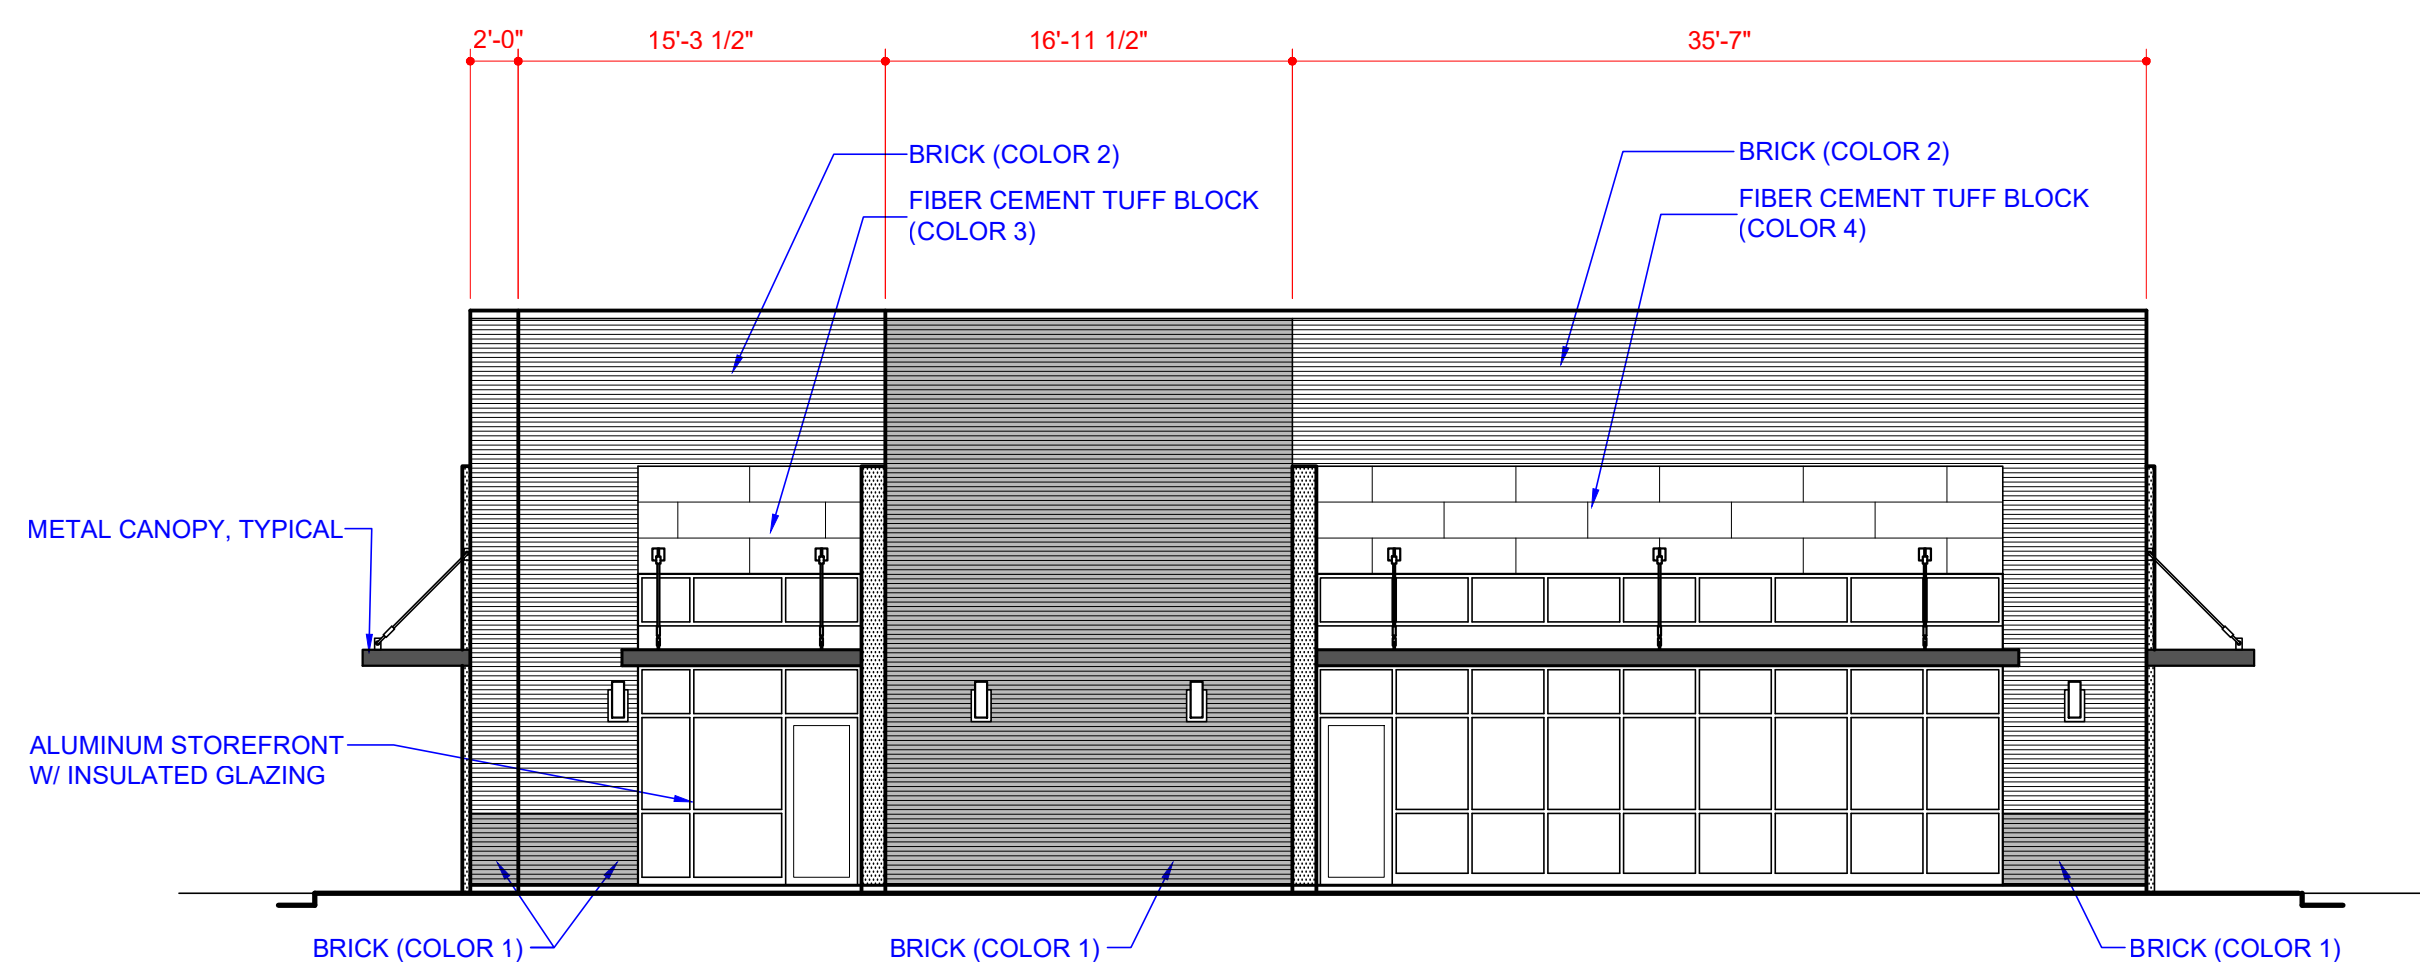 2'-0"
15'-3 1/2"
16'-11 1/2"
35'-7"
BRICK (COLOR 2)
FIBER CEMENT TUFF BLOCK
(COLOR 3)
BRICK (COLOR 2)
FIBER CEMENT TUFF BLOCK
(COLOR 4)
METAL CANOPY, TYPICAL
ALUMINUM STOREFRONT
W/ INSULATED GLAZING
BRICK (COLOR 1)
BRICK (COLOR 1)
BRICK (COLOR 1)